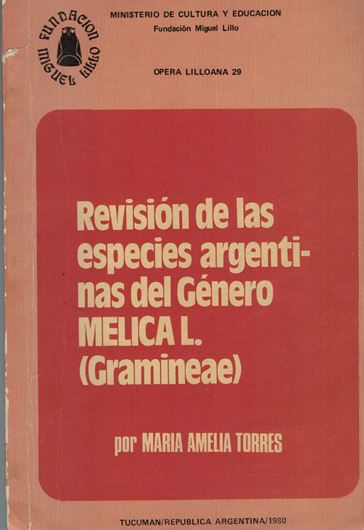 MINISTERIO DE CULTURA Y EDUCACION
Fundación Miguel Lillo
FUNDACION
MIGUEL LILLO
OPERA LILLOANA 29
Revisión de las
especies argenti-
nas del Género
MELICA L.
(Gramineae)
por MARIA AMELIA TORRES
TUCUMAN/REPUBLICA ARGENTINA/1980